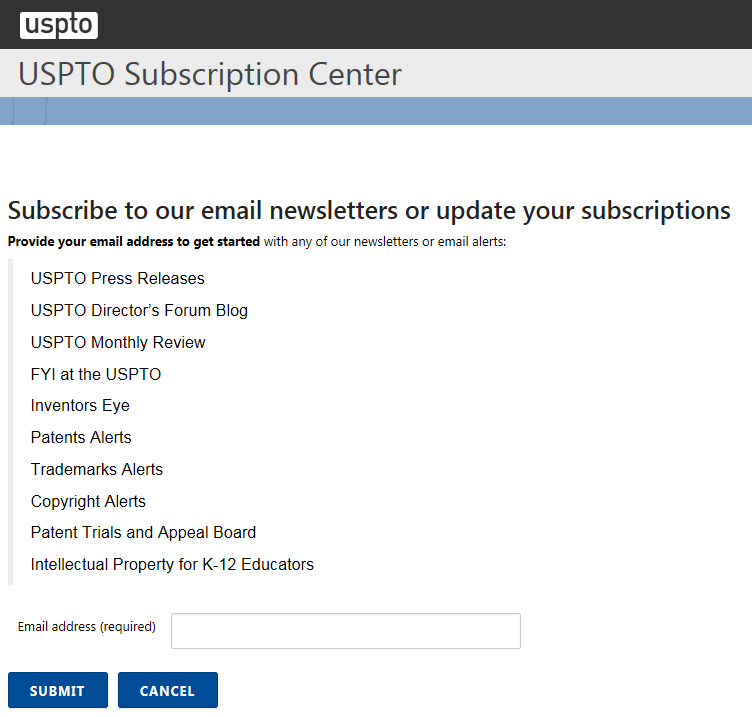 uspto
USPTO Subscription Center
Subscribe to our email newsletters or update your subscriptions
Provide your email address to get started with any of our newsletters or email alerts:
USPTO Press Releases
USPTO Director’s Forum Blog
USPTO Monthly Review
FYI at the USPTO
Inventors Eye
Patents Alerts
Trademarks Alerts
Copyright Alerts
Patent Trials and Appeal Board
Intellectual Property for K-12 Educators
Email address (required)
SUBMIT CANCEL